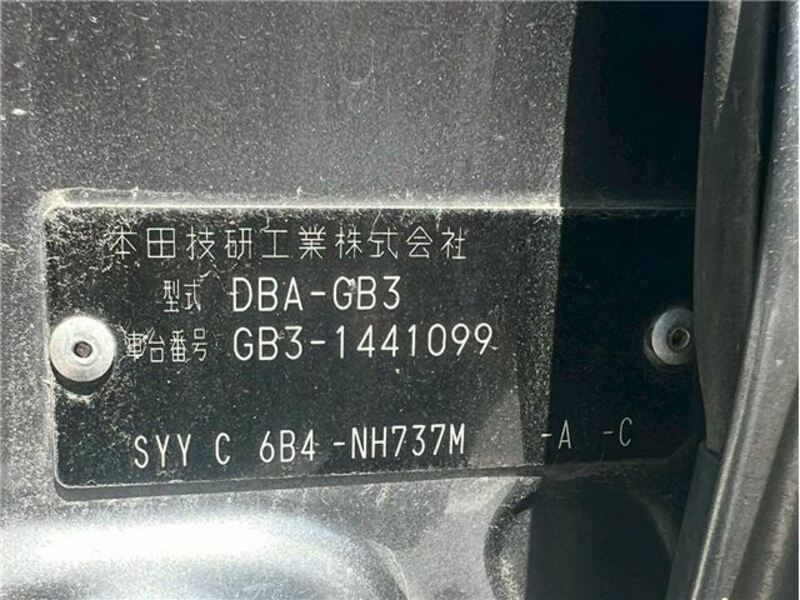 本田技研工業株式会社
型式 DBA-GB3
車台番号 GB3-1441099
SYY C 6B4 -NH737M -A -C